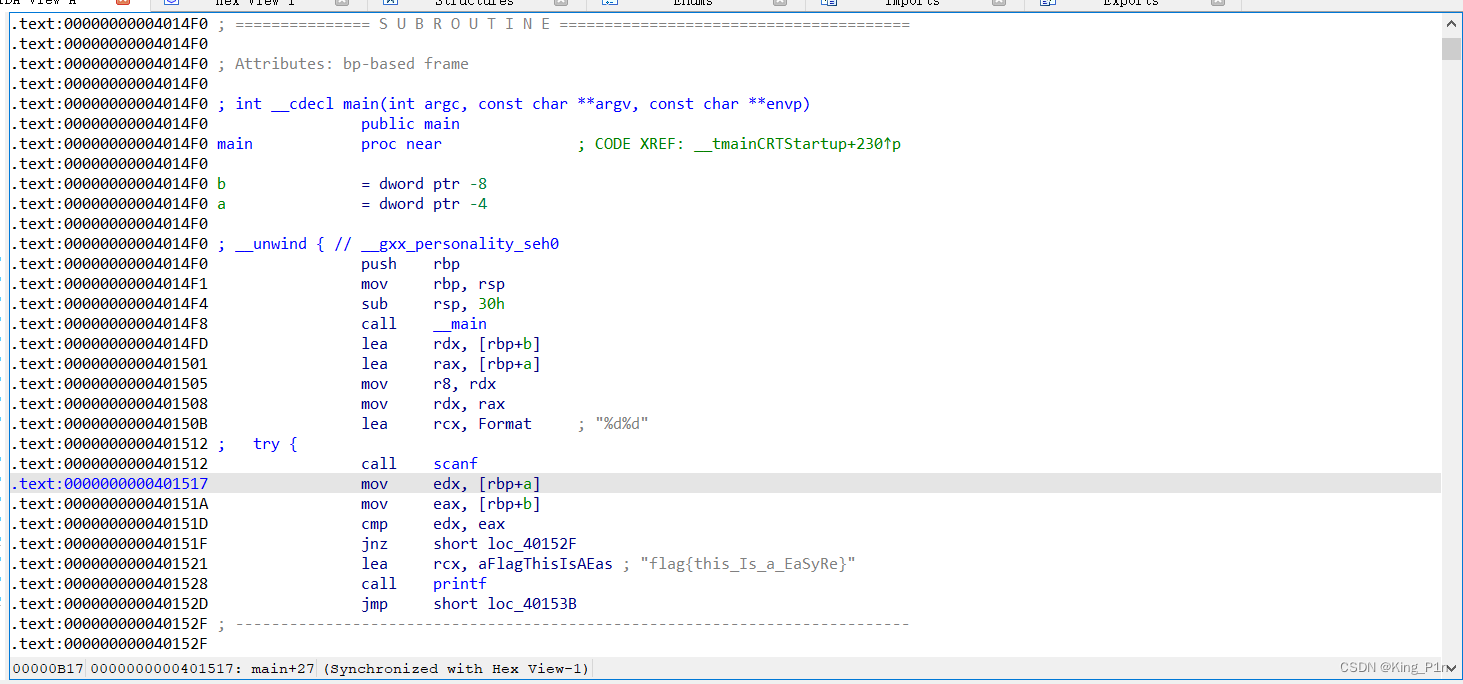 IDA View-A Hex View-1 Structures Enums Imports Exports
.text:00000000004014F0 ; =============== S U B R O U T I N E =======================================
.text:00000000004014F0
.text:00000000004014F0 ; Attributes: bp-based frame
.text:00000000004014F0
.text:00000000004014F0 ; int __cdecl main(int argc, const char **argv, const char **envp)
.text:00000000004014F0 public main
.text:00000000004014F0 main proc near ; CODE XREF: __tmainCRTStartup+230↑p
.text:00000000004014F0
.text:00000000004014F0 b = dword ptr -8
.text:00000000004014F0 a = dword ptr -4
.text:00000000004014F0
.text:00000000004014F0 ; __unwind { // __gxx_personality_seh0
.text:00000000004014F0 push rbp
.text:00000000004014F1 mov rbp, rsp
.text:00000000004014F4 sub rsp, 30h
.text:00000000004014F8 call __main
.text:00000000004014FD lea rdx, [rbp+b]
.text:0000000000401501 lea rax, [rbp+a]
.text:0000000000401505 mov r8, rdx
.text:0000000000401508 mov rdx, rax
.text:000000000040150B lea rcx, Format ; "%d%d"
.text:0000000000401512 ; try {
.text:0000000000401512 call scanf
.text:0000000000401517 mov edx, [rbp+a]
.text:000000000040151A mov eax, [rbp+b]
.text:000000000040151D cmp edx, eax
.text:000000000040151F jnz short loc_40152F
.text:0000000000401521 lea rcx, aFlagThisIsAEas ; "flag{this_Is_a_EaSyRe}"
.text:0000000000401528 call printf
.text:000000000040152D jmp short loc_40153B
.text:000000000040152F ; ---------------------------------------------------------------------------
.text:000000000040152F
00000B17 0000000000401517: main+27 (Synchronized with Hex View-1)
CSDN @King_P1n